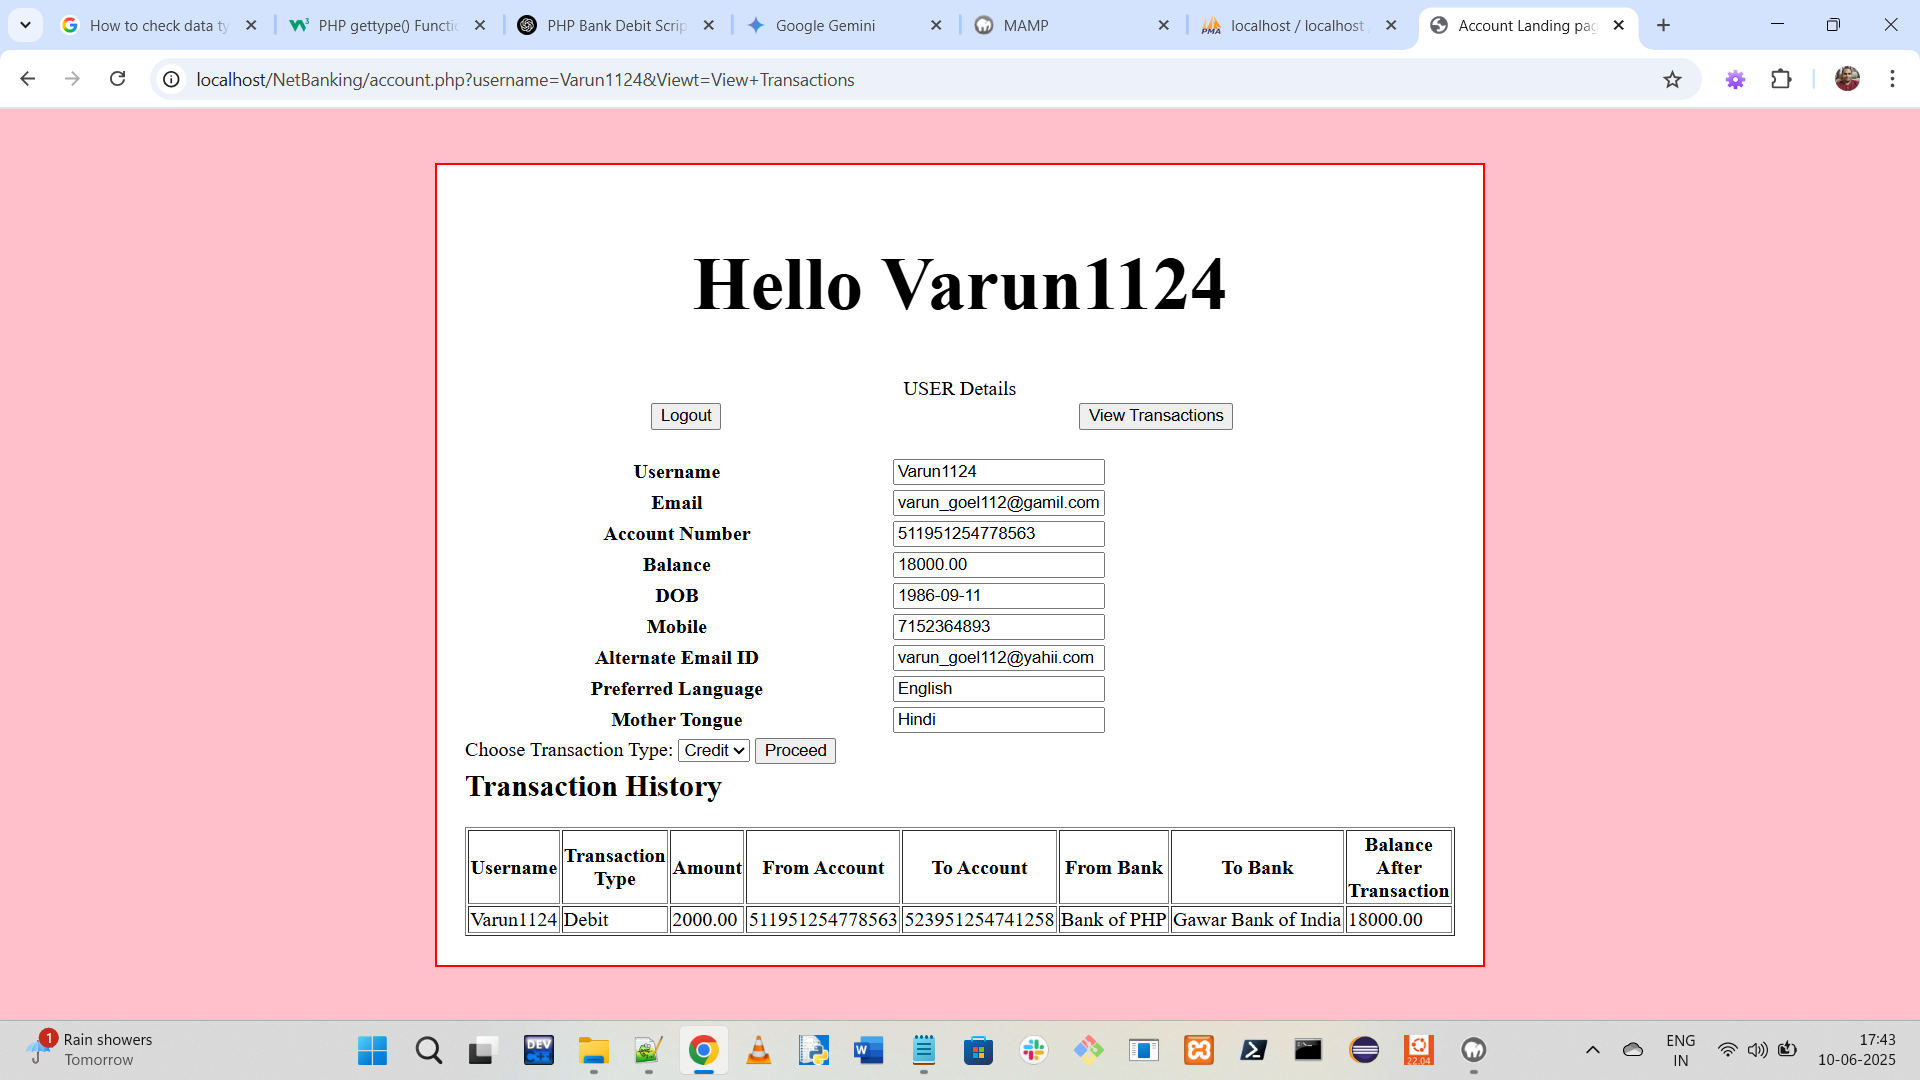 How to check data ty
PHP gettype() Functio
PHP Bank Debit Scrip
Google Gemini
MAMP
localhost / localhost
Account Landing pag
localhost/NetBanking/account.php?username=Varun1124&Viewt=View+Transactions
Hello Varun1124
USER Details
Logout View Transactions
Username Varun1124
Email varun_goel112@gamil.com
Account Number 511951254778563
Balance 18000.00
DOB 1986-09-11
Mobile 7152364893
Alternate Email ID varun_goel112@yahii.com
Preferred Language English
Mother Tongue Hindi
Choose Transaction Type: Credit Proceed
Transaction History
Username Transaction Type Amount From Account To Account From Bank To Bank Balance After Transaction
Varun1124 Debit 2000.00 511951254778563 523951254741258 Bank of PHP Gawar Bank of India 18000.00
1 Rain showers
Tomorrow
DEV C++
22.04
ENG
IN
17:43
10-06-2025